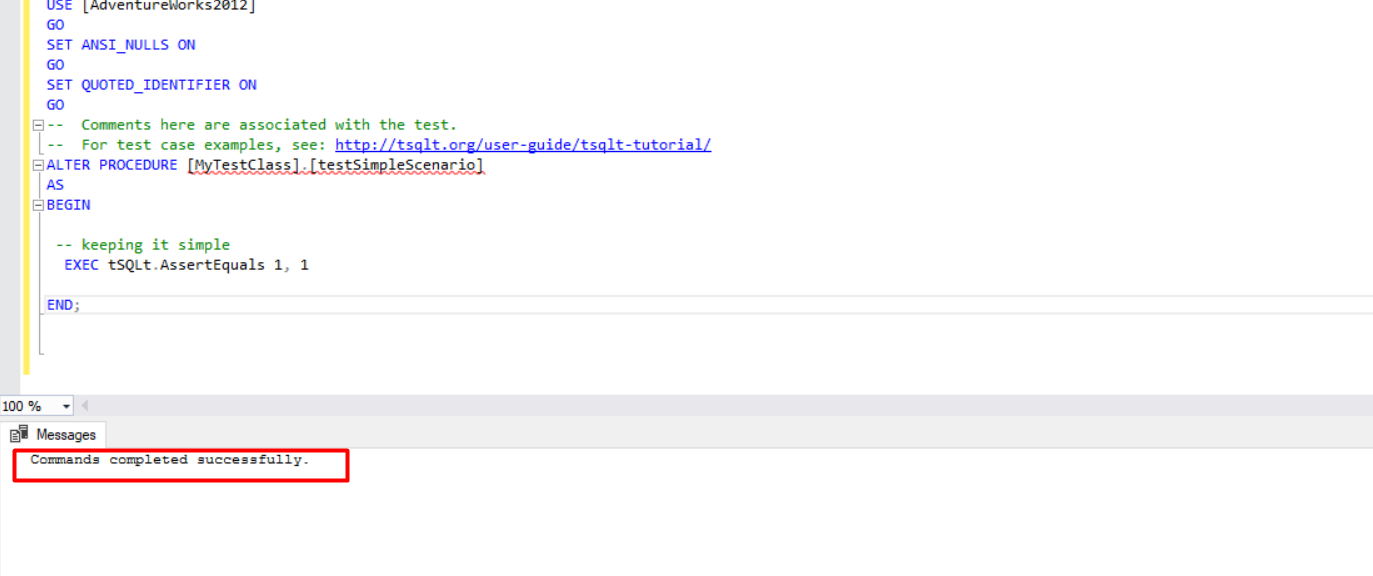 USE [AdventureWorks2012]
GO
SET ANSI_NULLS ON
GO
SET QUOTED_IDENTIFIER ON
GO
--  Comments here are associated with the test.
--  For test case examples, see: http://tsqlt.org/user-guide/tsqlt-tutorial/
ALTER PROCEDURE [MyTestClass].[testSimpleScenario]
AS
BEGIN
-- keeping it simple
EXEC tSQLt.AssertEquals 1, 1
END;
100 %
Messages
Commands completed successfully.